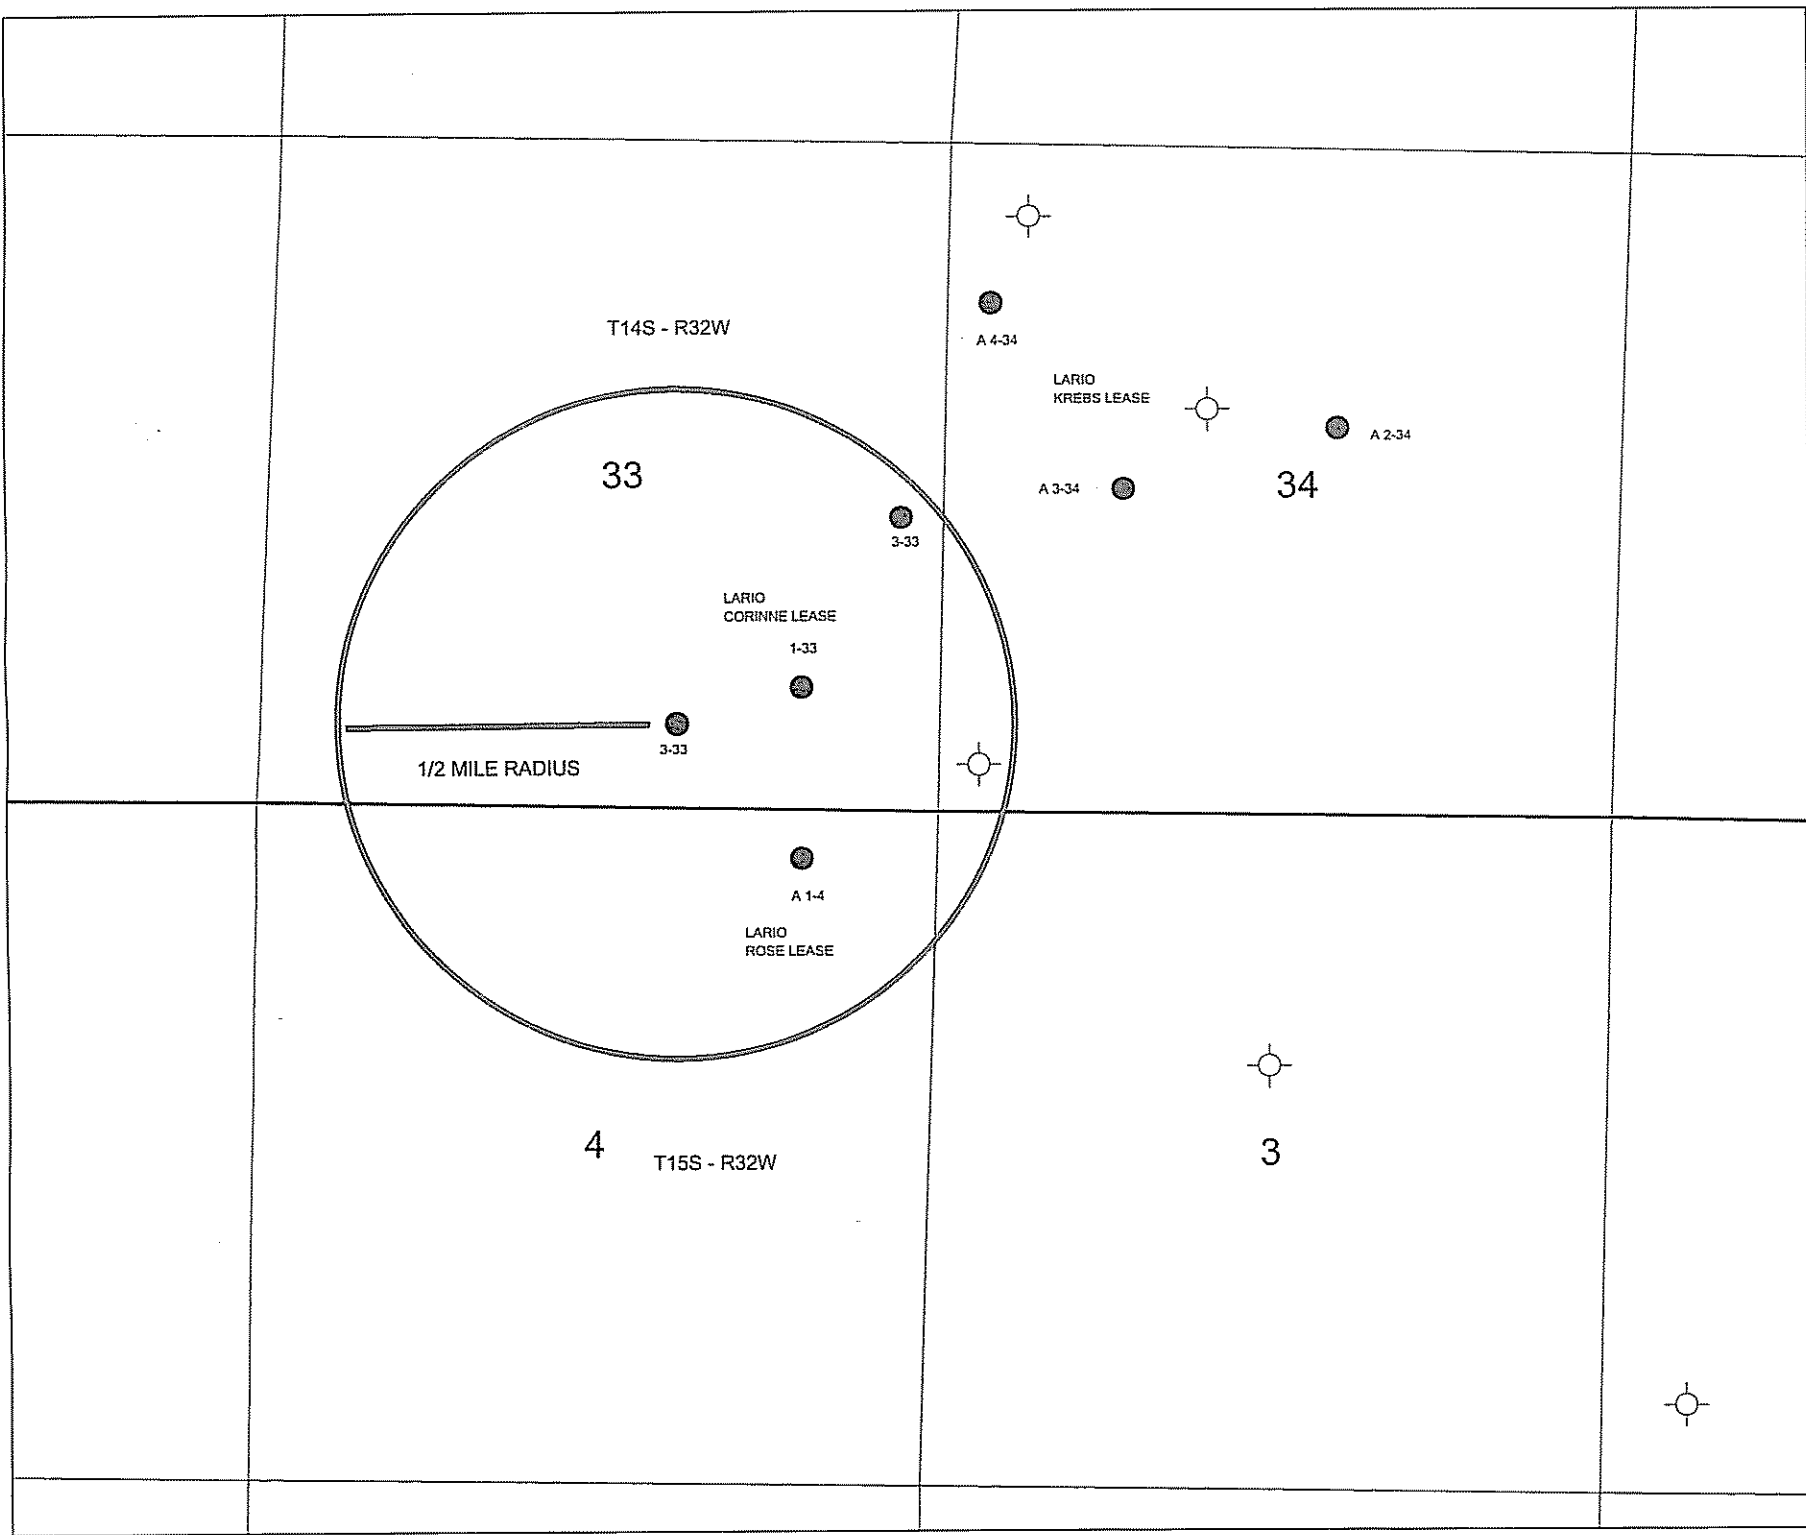 T14S - R32W
A 4-34
LARIO
KREBS LEASE
A 2-34
33
A 3-34
34
3-33
LARIO
CORINNE LEASE
1-33
3-33
1/2 MILE RADIUS
A 1-4
LARIO
ROSE LEASE
4
T15S - R32W
3